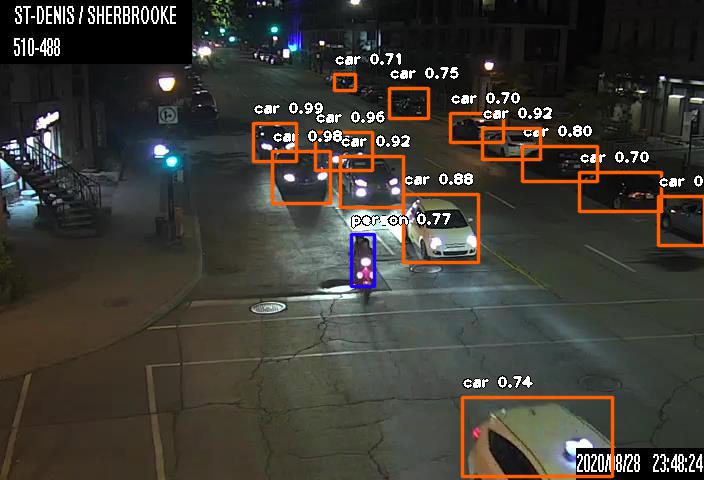 ST-DENIS / SHERBROOKE
510-488
car 0.71
car 0.75
car 0.99
car 0.96
car 0.70
car 0.92
car 0.98
car 0.92
car 0.80
car 0.70
car 0.88
car 0
person 0.77
car 0.74
2020/08/28 23:48:24